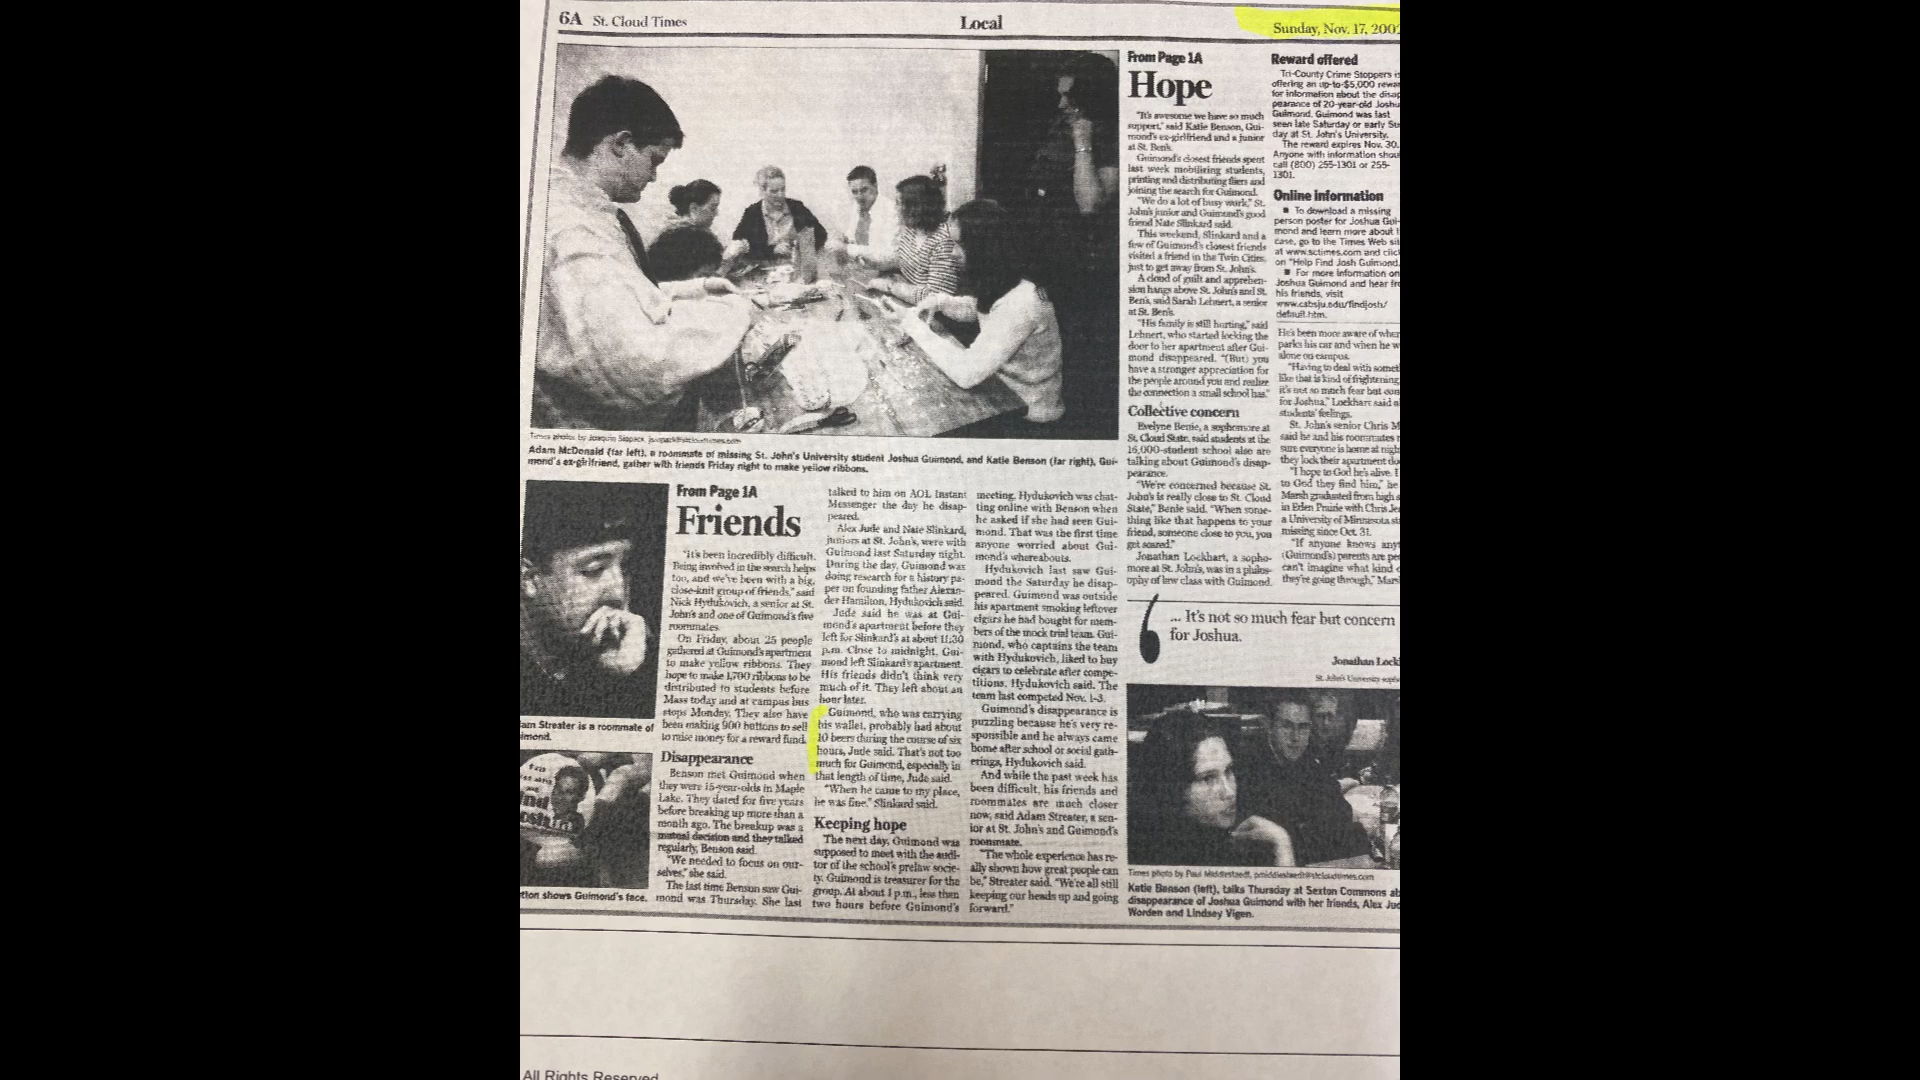 6A St. Cloud Times
Local
Sunday, Nov. 17, 200
Times photos by Joaquin Siopack, jsiopack@stcloudtimes.com
Adam McDonald (far left), a roommate of missing St. John's University student Joshua Guimond, and Katie Benson (far right), Gui-
mond's ex-girlfriend, gather with friends Friday night to make yellow ribbons.
am Streater is a roommate of
imond.
tion shows Guimond's face.
From Page 1A
Friends
"It's been incredibly difficult.
Being involved in the search helps
too, and we've been with a big,
close-knit group of friends," said
Nick Hydukovich, a senior at St.
John's and one of Guimond's five
roommates.
On Friday, about 25 people
gathered at Guimond's apartment
to make yellow ribbons. They
hope to make 1,700 ribbons to be
distributed to students before
Mass today and at campus bus
stops Monday. They also have
been making 900 buttons to sell
to raise money for a reward fund.
Disappearance
Benson met Guimond when
they were 15-year-olds in Maple
Lake. They dated for five years
before breaking up more than a
month ago. The breakup was a
mutual decision and they talked
regularly, Benson said.
"We needed to focus on our-
selves," she said.
The last time Benson saw Gui-
mond was Thursday. She last
talked to him on AOL Instant
Messenger the day he disap-
peared.
Alex Jude and Nate Slinkard,
juniors at St. John's, were with
Guimond last Saturday night.
During the day, Guimond was
doing research for a history pa-
per on founding father Alexan-
der Hamilton, Hydukovich said.
Jude said he was at Gui-
mond's apartment before they
left for Slinkard's at about 11:30
p.m. Close to midnight, Gui-
mond left Slinkard's apartment.
His friends didn't think very
much of it. They left about an
hour later.
Guimond, who was carrying
his wallet, probably had about
10 beers during the course of six
hours, Jude said. That's not too
much for Guimond, especially in
that length of time, Jude said.
"When he came to my place,
he was fine," Slinkard said.
Keeping hope
The next day, Guimond was
supposed to meet with the audi-
tor of the school's prelaw socie-
ty. Guimond is treasurer for the
group. At about 1 p.m., less than
two hours before Guimond's
meeting, Hydukovich was chat-
ting online with Benson when
he asked if she had seen Gui-
mond. That was the first time
anyone worried about Gui-
mond's whereabouts.
Hydukovich last saw Gui-
mond the Saturday he disap-
peared. Guimond was outside
his apartment smoking leftover
cigars he had bought for mem-
bers of the mock trial team. Gui-
mond, who captains the team
with Hydukovich, liked to buy
cigars to celebrate after compe-
titions, Hydukovich said. The
team last competed Nov. 1-3.
Guimond's disappearance is
puzzling because he's very re-
sponsible and he always came
home after school or social gath-
erings, Hydukovich said.
And while the past week has
been difficult, his friends and
roommates are much closer
now, said Adam Streater, a sen-
ior at St. John's and Guimond's
roommate.
"The whole experience has re-
ally shown how great people can
be," Streater said. "We're all still
keeping our heads up and going
forward."
From Page 1A
Hope
"It's awesome we have so much
support," said Katie Benson, Gui-
mond's ex-girlfriend and a junior
at St. Ben's.
Guimond's closest friends spent
last week mobilizing students,
printing and distributing fliers and
joining the search for Guimond.
"We do a lot of busy work," St.
John's junior and Guimond's good
friend Nate Slinkard said.
This weekend, Slinkard and a
few of Guimond's closest friends
visited a friend in the Twin Cities,
just to get away from St. John's.
A cloud of guilt and apprehen-
sion hangs above St. John's and St.
Ben's, said Sarah Lehnert, a senior
at St. Ben's.
"His family is still hurting," said
Lehnert, who started locking the
door to her apartment after Gui-
mond disappeared. "(But) you
have a stronger appreciation for
the people around you and realize
the connection a small school has."
Collective concern
Evelyne Benie, a sophomore at
St. Cloud State, said students at the
16,000-student school also are
talking about Guimond's disap-
pearance.
"We're concerned because St.
John's is really close to St. Cloud
State," Benie said. "When some-
thing like that happens to your
friend, someone close to you, you
get scared."
Jonathan Lockhart, a sopho-
more at St. John's, was in a philos-
ophy of law class with Guimond.
Reward offered
Tri-County Crime Stoppers is
offering an up-to-$5,000 rewa
for information about the disap
pearance of 20-year-old Joshu
Guimond. Guimond was last
seen late Saturday or early Su
day at St. John's University.
The reward expires Nov. 30.
Anyone with information shou
call (800) 255-1301 or 255-
1301.
Online information
To download a missing
person poster for Joshua Gui-
mond and learn more about
case, go to the Times Web sit
at www.sctimes.com and clic
on "Help Find Josh Guimond.
For more information on
Joshua Guimond and hear fr
his friends, visit
www.csbsju.edu/findjosh/
default.htm.
He's been more aware of wher
parks his car and when he w
alone on campus.
"Having to deal with somet
like that is kind of frightening,
it's not so much fear but con
for Joshua," Lockhart said
students' feelings.
St. John's senior Chris M
said he and his roommates
sure everyone is home at nigh
they lock their apartment do
"I hope to God he's alive. I
to God they find him," he
Marsh graduated from high s
in Eden Prairie with Chris Je
a University of Minnesota st
missing since Oct. 31.
"If anyone knows anyt
(Guimond's) parents are pe
can't imagine what kind
they're going through," Mars
... It's not so much fear but concern
for Joshua.
Jonathan Lock
St. John's University soph
Times photo by Paul Middlestaedt, pmiddlestaedt@stcloudtimes.com
Katie Benson (left), talks Thursday at Sexton Commons ab
disappearance of Joshua Guimond with her friends, Alex Jud
Worden and Lindsey Vigen.
All Rights Reserved